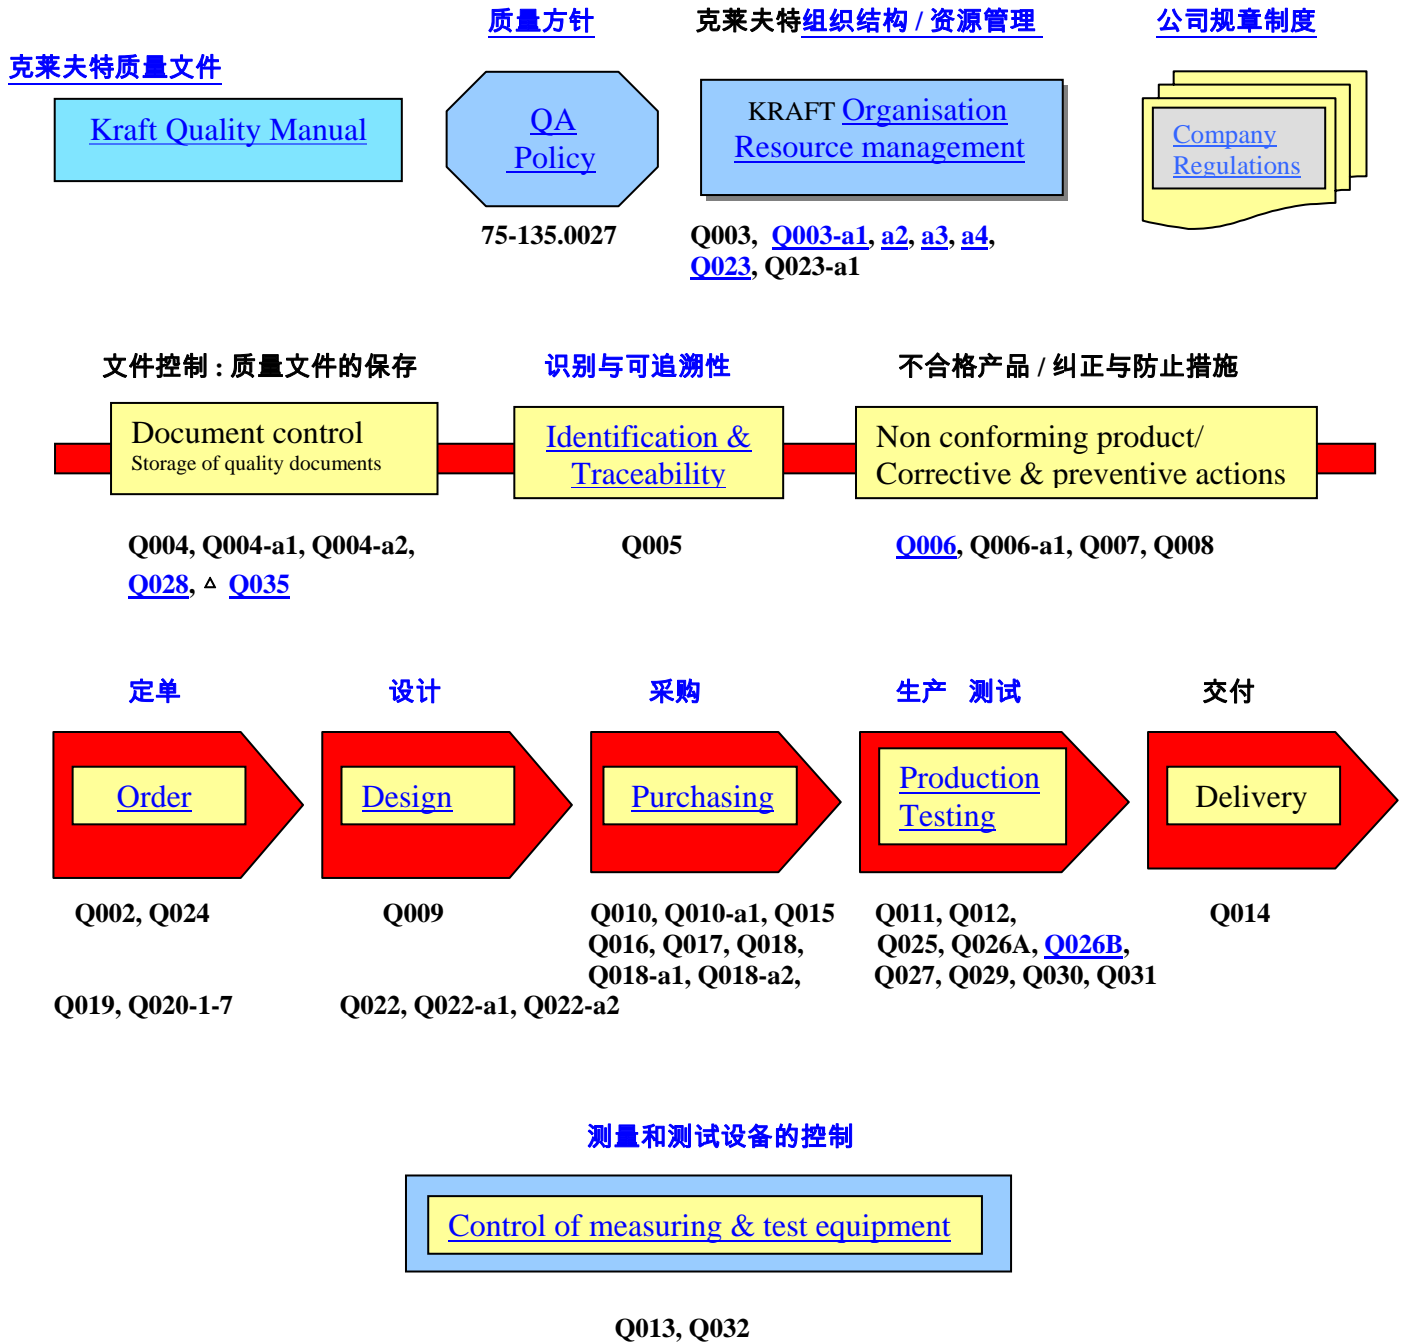 质量方针
克莱夫特组织结构 / 资源管理
公司规章制度
克莱夫特质量文件
Kraft Quality Manual
QA
Policy
KRAFT Organisation
Resource management
Company
Regulations
75-135.0027
Q003, Q003-a1, a2, a3, a4,
Q023, Q023-a1
文件控制 : 质量文件的保存
识别与可追溯性
不合格产品 / 纠正与防止措施
Document control
Storage of quality documents
Identification &
Traceability
Non conforming product/
Corrective & preventive actions
Q004, Q004-a1, Q004-a2,
Q028, △ Q035
Q005
Q006, Q006-a1, Q007, Q008
定单
设计
采购
生产 测试
交付
Order
Design
Purchasing
Production
Testing
Delivery
Q002, Q024
Q009
Q010, Q010-a1, Q015
Q016, Q017, Q018,
Q018-a1, Q018-a2,
Q011, Q012,
Q025, Q026A, Q026B,
Q027, Q029, Q030, Q031
Q014
Q019, Q020-1-7
Q022, Q022-a1, Q022-a2
测量和测试设备的控制
Control of measuring & test equipment
Q013, Q032